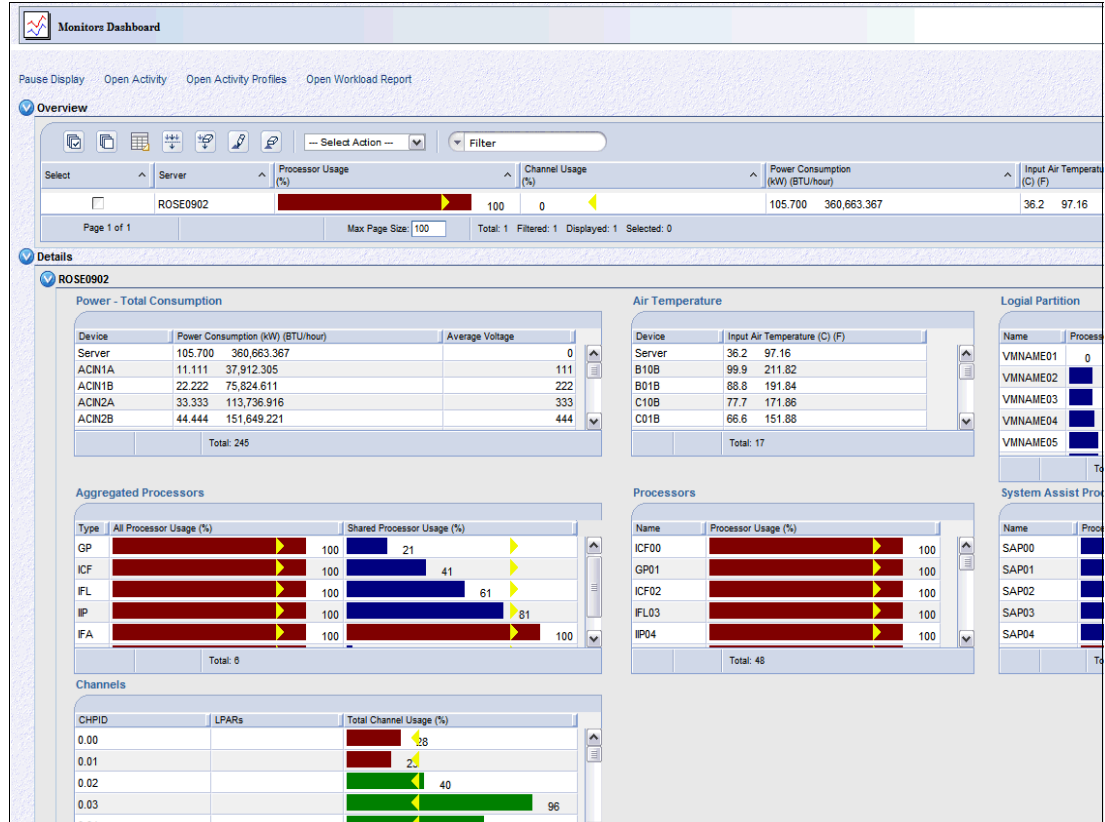 Monitors Dashboard
Pause Display Open Activity Open Activity Profiles Open Workload Report
Overview
--- Select Action --- Filter
Select Server Processor Usage (%) Channel Usage (%) Power Consumption (kW) (BTU/hour) Input Air Temperatu (C) (F)
ROSE0902 100 0 105.700 360,663.367 36.2 97.16
Page 1 of 1 Max Page Size: 100 Total: 1 Filtered: 1 Displayed: 1 Selected: 0
Details
ROSE0902
Power - Total Consumption
Device Power Consumption (kW) (BTU/hour) Average Voltage
Server 105.700 360,663.367 0
ACIN1A 11.111 37,912.305 111
ACIN1B 22.222 75,824.611 222
ACIN2A 33.333 113,736.916 333
ACIN2B 44.444 151,649.221 444
Total: 245
Air Temperature
Device Input Air Temperature (C) (F)
Server 36.2 97.16
B10B 99.9 211.82
B01B 88.8 191.84
C10B 77.7 171.86
C01B 66.6 151.88
Total: 17
Logial Partition
Name Process
VMNAME01 0
VMNAME02
VMNAME03
VMNAME04
VMNAME05
To
Aggregated Processors
Type All Processor Usage (%) Shared Processor Usage (%)
GP 100 21
ICF 100 41
IFL 100 61
IIP 100 81
IFA 100 100
Total: 6
Processors
Name Processor Usage (%)
ICF00 100
GP01 100
ICF02 100
IFL03 100
IIP04 100
Total: 48
System Assist Proc
Name Proce
SAP00
SAP01
SAP02
SAP03
SAP04
To
Channels
CHPID LPARs Total Channel Usage (%)
0.00 28
0.01
0.02 40
0.03 96